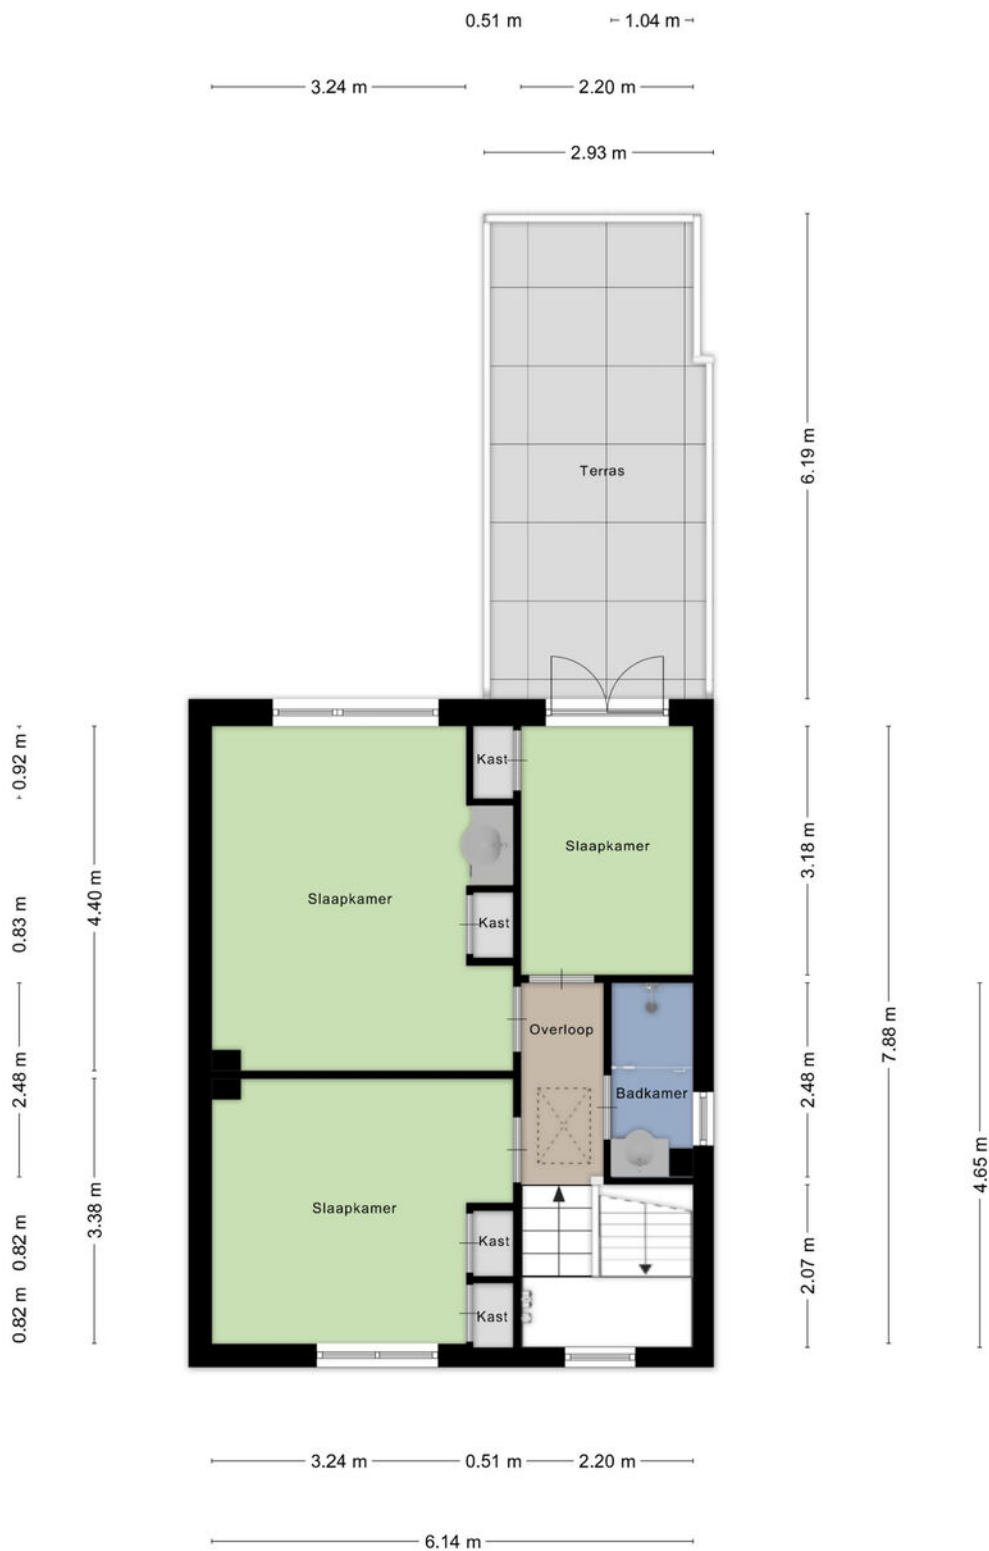 0.51 m
1.04 m
3.24 m
2.20 m
2.93 m
6.19 m
Terras
0.92 m
Kast
3.18 m
Slaapkamer
4.40 m
Slaapkamer
0.83 m
Kast
7.88 m
Overloop
2.48 m
2.48 m
Badkamer
4.65 m
3.38 m
Slaapkamer
0.82 m
Kast
2.07 m
0.82 m
Kast
3.24 m
0.51 m
2.20 m
6.14 m